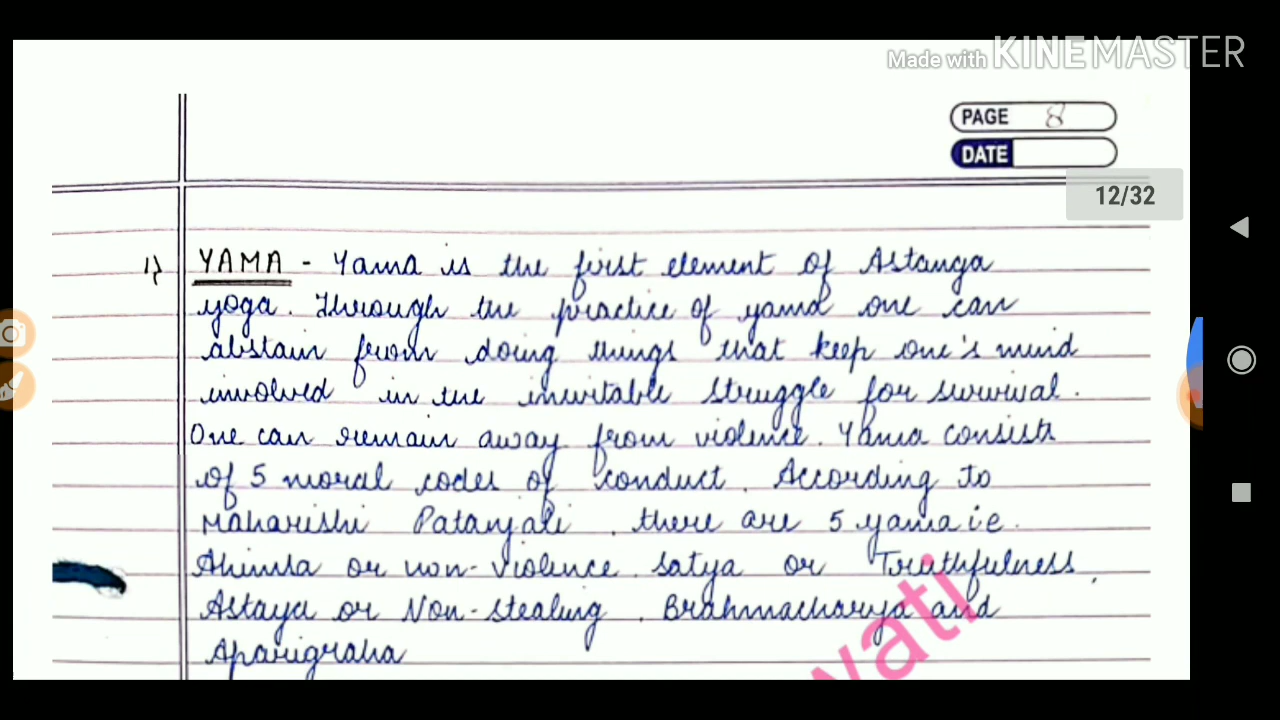 Made with KINEMASTER
PAGE 8
DATE
12/32
1) YAMA - Yama is the first element of Astanga
yoga. Through the practice of yama one can
abstain from doing things that keep one's mind
involved in the inevitable struggle for survival.
One can remain away from violence. Yama consists
of 5 moral codes of conduct. According to
Maharishi Patanjali. there are 5 yama i.e.
Ahimsa or non-violence. Satya or Truthfulness,
Astaya or Non-stealing. Brahmacharya and
Aparigraha
vati